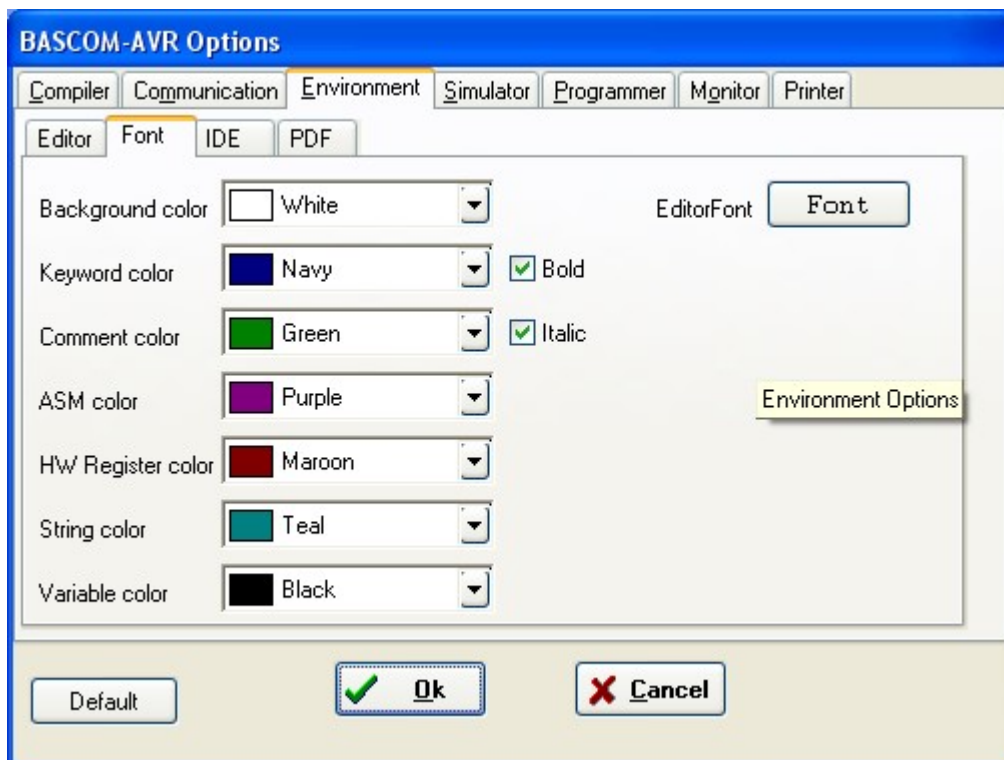 BASCOM-AVR Options
Compiler Communication Environment Simulator Programmer Monitor Printer
Editor Font IDE PDF
Background color White EditorFont Font
Keyword color Navy Bold
Comment color Green Italic
ASM color Purple Environment Options
HW Register color Maroon
String color Teal
Variable color Black
Default Ok Cancel